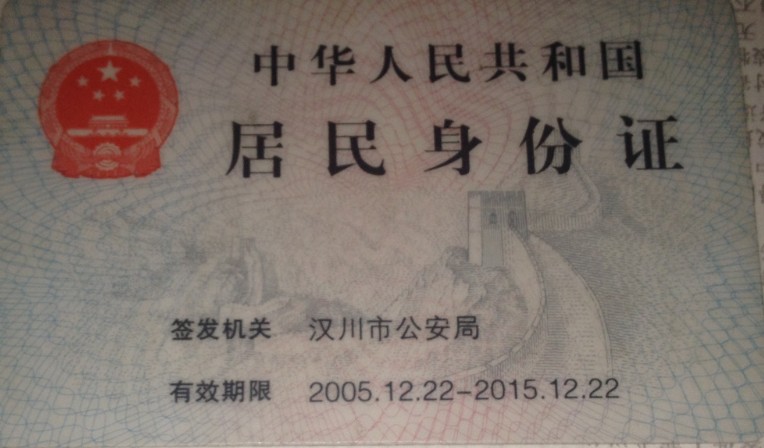 中华人民共和国
居民身份证
签发机关 汉川市公安局
有效期限 2005.12.22-2015.12.22